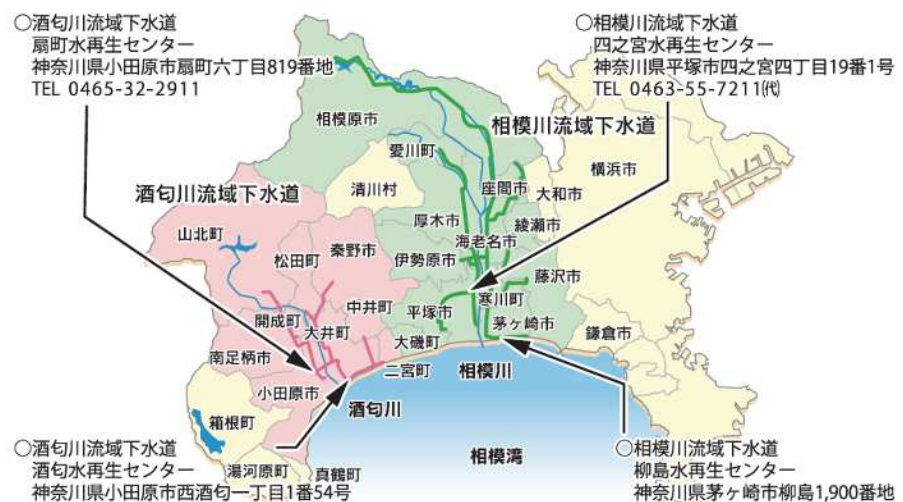 ○酒匂川流域下水道
扇町水再生センター
神奈川県小田原市扇町六丁目819番地
TEL 0465-32-2911
○相模川流域下水道
四之宮水再生センター
神奈川県平塚市四之宮四丁目19番1号
TEL 0463-55-7211㈹
相模原市
相模川流域下水道
愛川町
横浜市
座間市
大和市
清川村
酒匂川流域下水道
厚木市
綾瀬市
山北町
秦野市
海老名市
松田町
伊勢原市
藤沢市
中井町
寒川町
開成町
平塚市
大井町
茅ヶ崎市
鎌倉市
大磯町
南足柄市
二宮町
相模川
小田原市
酒匂川
箱根町
○酒匂川流域下水道
酒匂水再生センター
神奈川県小田原市西酒匂一丁目1番54号
湯河原町
真鶴町
相模湾
○相模川流域下水道
柳島水再生センター
神奈川県茅ヶ崎市柳島1,900番地